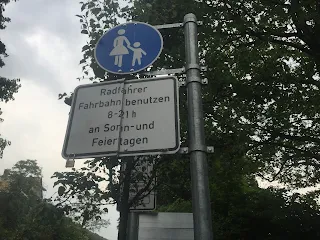 Radfahrer
Fahrbahn benutzen
8-21 h
an Sonn-und
Feiertagen